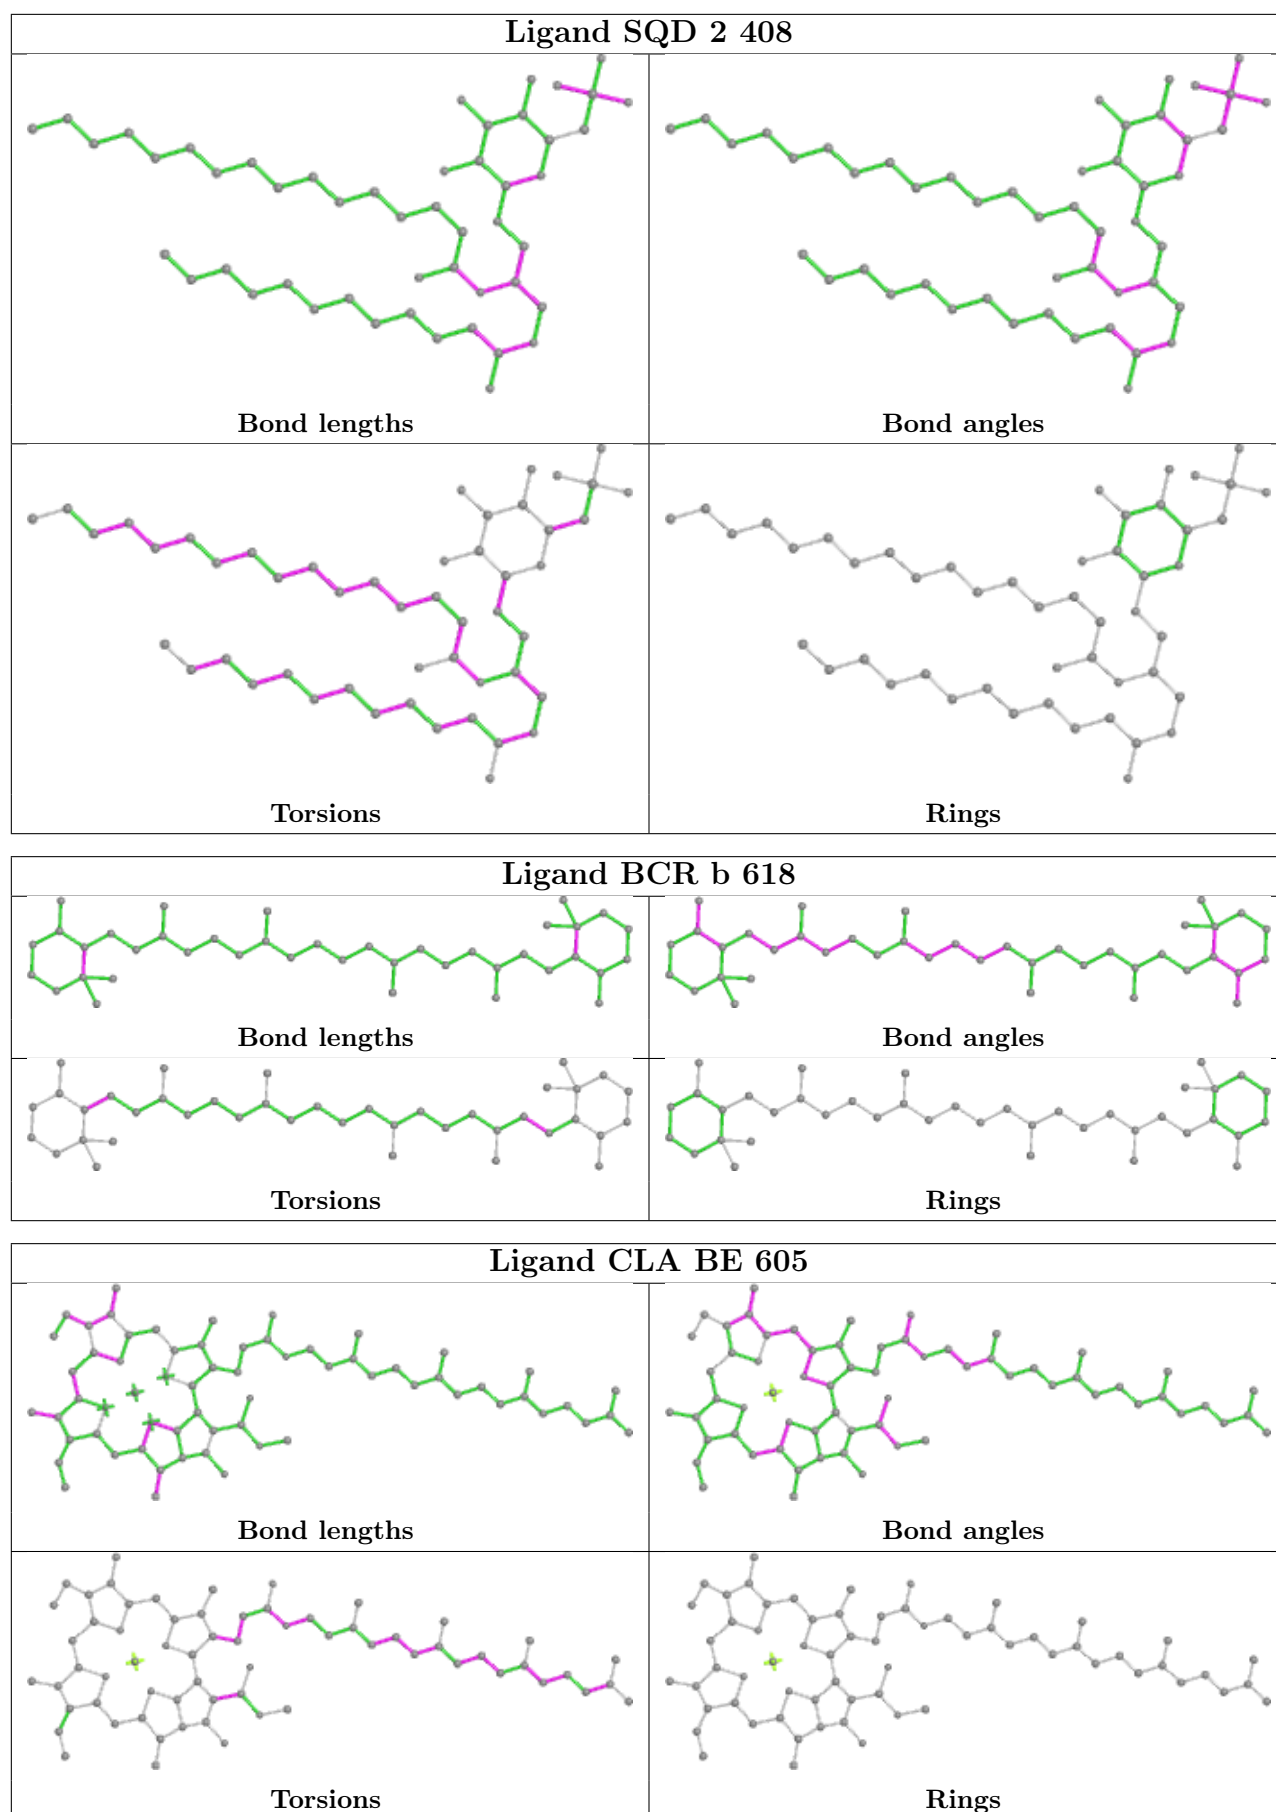 Ligand SQD 2 408
Bond lengths
Bond angles
Torsions
Rings
Ligand BCR b 618
Bond lengths
Bond angles
Torsions
Rings
Ligand CLA BE 605
Bond lengths
Bond angles
Torsions
Rings